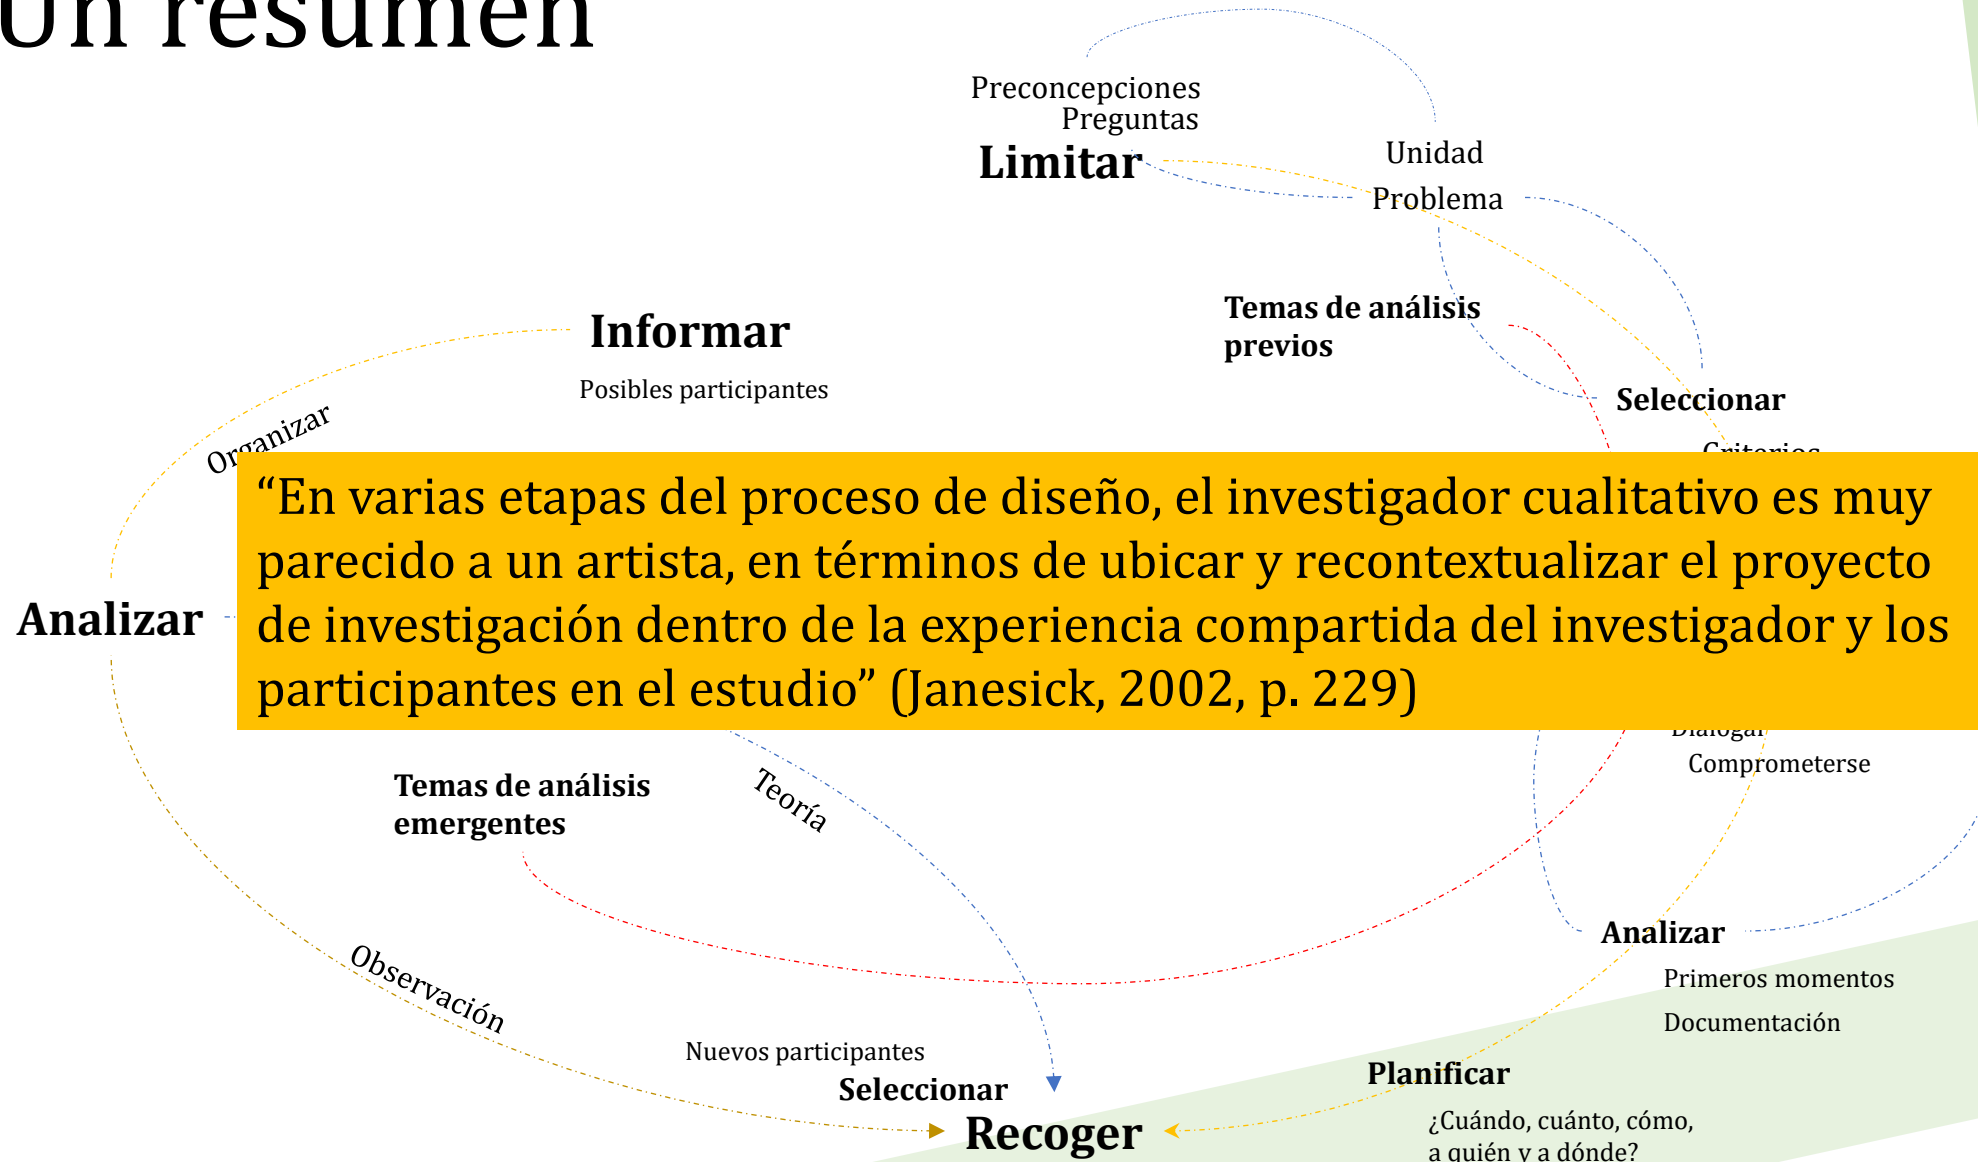 Un resumen
Preconcepciones
Preguntas
Limitar
Unidad
Problema
Temas de análisis
previos
Informar
Posibles participantes
Seleccionar
Criterios
Organizar
“En varias etapas del proceso de diseño, el investigador cualitativo es muy
parecido a un artista, en términos de ubicar y recontextualizar el proyecto
de investigación dentro de la experiencia compartida del investigador y los
participantes en el estudio” (Janesick, 2002, p. 229)
Analizar
Dialogar
Comprometerse
Temas de análisis
emergentes
Teoría
Observación
Analizar
Primeros momentos
Documentación
Nuevos participantes
Seleccionar
Recoger
Planificar
¿Cuándo, cuánto, cómo,
a quién y a dónde?